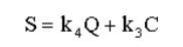 S = k₄Q + k₃C